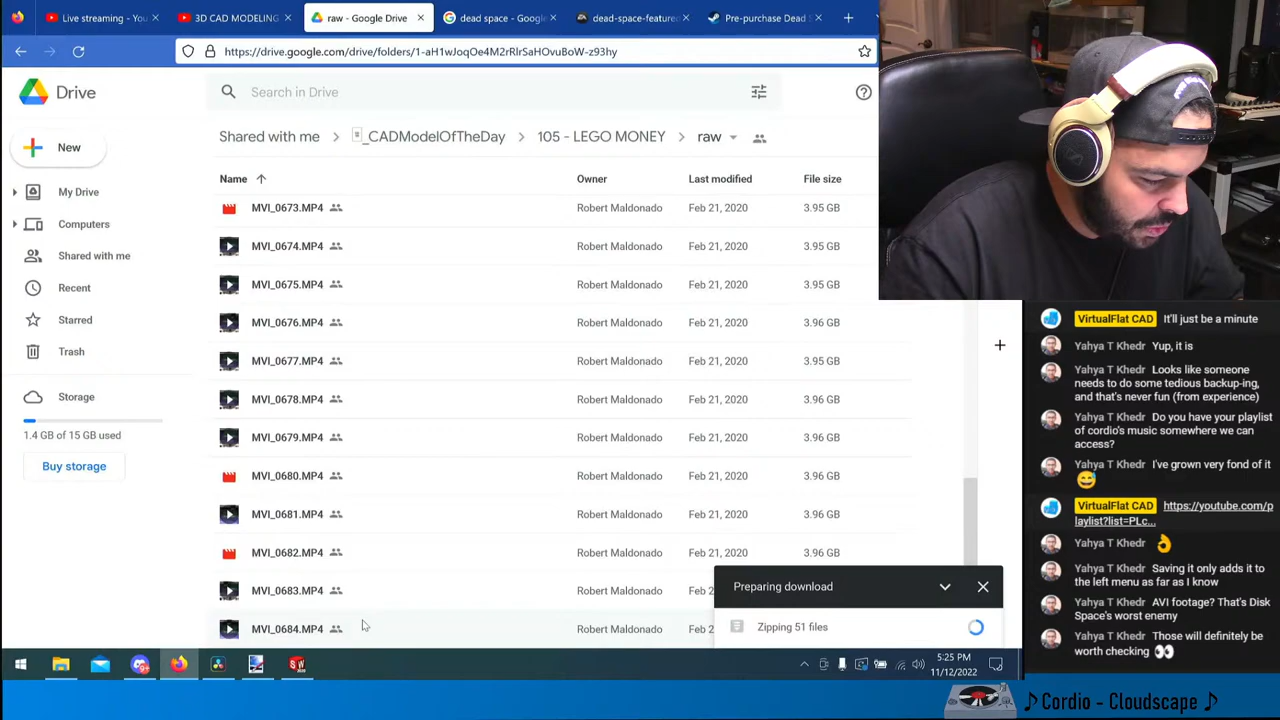 Live streaming - You
3D CAD MODELING
raw - Google Drive
dead space - Google
dead-space-featured
Pre-purchase Dead S
https://drive.google.com/drive/folders/1-aH1wJoqOe4M2rRlrSaHOvuBoW-z93hy
Drive
Search in Drive
New
My Drive
Computers
Shared with me
Recent
Starred
Trash
Storage
1.4 GB of 15 GB used
Buy storage
Shared with me > _CADModelOfTheDay > 105 - LEGO MONEY > raw
Name Owner Last modified File size
MVI_0673.MP4 Robert Maldonado Feb 21, 2020 3.95 GB
MVI_0674.MP4 Robert Maldonado Feb 21, 2020 3.95 GB
MVI_0675.MP4 Robert Maldonado Feb 21, 2020 3.95 GB
MVI_0676.MP4 Robert Maldonado Feb 21, 2020 3.96 GB
MVI_0677.MP4 Robert Maldonado Feb 21, 2020 3.95 GB
MVI_0678.MP4 Robert Maldonado Feb 21, 2020 3.96 GB
MVI_0679.MP4 Robert Maldonado Feb 21, 2020 3.96 GB
MVI_0680.MP4 Robert Maldonado Feb 21, 2020 3.96 GB
MVI_0681.MP4 Robert Maldonado Feb 21, 2020 3.96 GB
MVI_0682.MP4 Robert Maldonado Feb 21, 2020 3.96 GB
MVI_0683.MP4 Robert Maldonado Feb 2
MVI_0684.MP4 Robert Maldonado Feb 2
Preparing download
Zipping 51 files
5:25 PM
11/12/2022
VirtualFlat CAD It'll just be a minute
Yahya T Khedr Yup, it is
Yahya T Khedr Looks like someone
needs to do some tedious backup-ing,
and that's never fun (from experience)
Yahya T Khedr Do you have your playlist
of cordio's music somewhere we can
access?
Yahya T Khedr I've grown very fond of it
😅
VirtualFlat CAD https://youtube.com/p
laylist?list=PLc...
Yahya T Khedr 👌
Yahya T Khedr Saving it only adds it to
the left menu as far as I know
Yahya T Khedr AVI footage? That's Disk
Space's worst enemy
Yahya T Khedr Those will definitely be
worth checking 👀
♪ Cordio - Cloudscape ♪